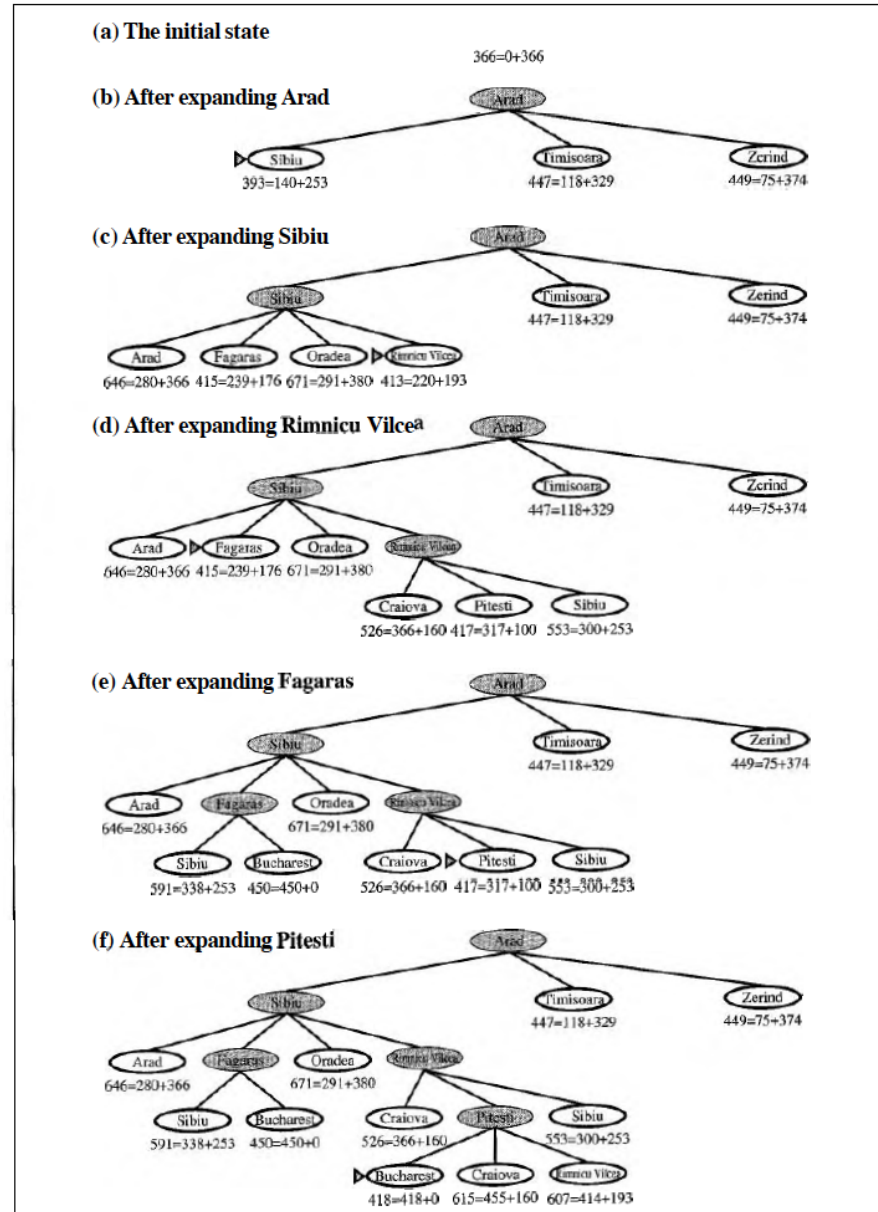 (a) The initial state
366=0+366
(b) After expanding Arad
Arad
Sibiu Timisoara Zerind
393=140+253 447=118+329 449=75+374
(c) After expanding Sibiu
Arad
Sibiu Timisoara Zerind
447=118+329 449=75+374
Arad Fagaras Oradea Rimnicu Vilcea
646=280+366 415=239+176 671=291+380 413=220+193
(d) After expanding Rimnicu Vilcea
Arad
Sibiu Timisoara Zerind
447=118+329 449=75+374
Arad Fagaras Oradea Rimnicu Vilcea
646=280+366 415=239+176 671=291+380
Craiova Pitesti Sibiu
526=366+160 417=317+100 553=300+253
(e) After expanding Fagaras
Arad
Sibiu Timisoara Zerind
447=118+329 449=75+374
Arad Fagaras Oradea Rimnicu Vilcea
646=280+366 671=291+380
Sibiu Bucharest Craiova Pitesti Sibiu
591=338+253 450=450+0 526=366+160 417=317+100 553=300+253
(f) After expanding Pitesti
Arad
Sibiu Timisoara Zerind
447=118+329 449=75+374
Arad Fagaras Oradea Rimnicu Vilcea
646=280+366 671=291+380
Sibiu Bucharest Craiova Pitesti Sibiu
591=338+253 450=450+0 526=366+160 553=300+253
Bucharest Craiova Rimnicu Vilcea
418=418+0 615=455+160 607=414+193